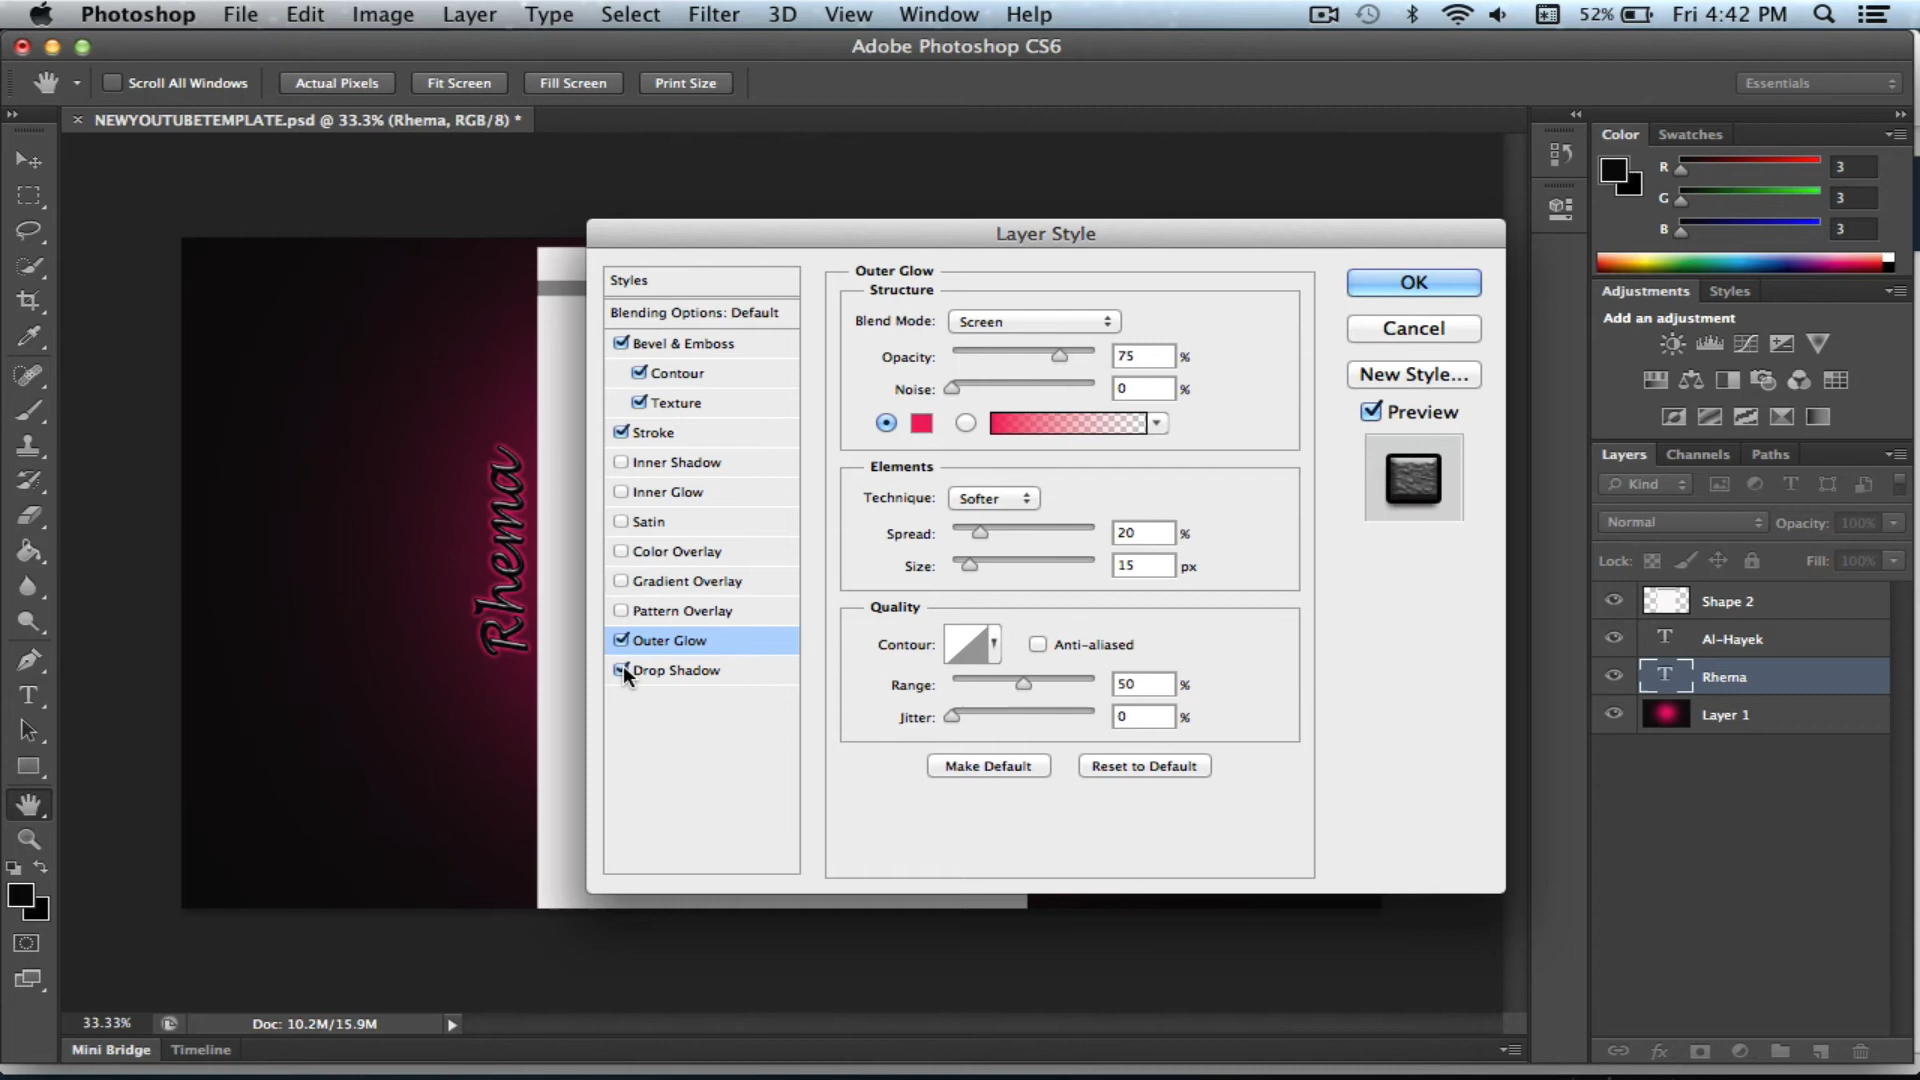 Photoshop File Edit Image Layer Type Select Filter 3D View Window Help 52% Fri 4:42 PM
Adobe Photoshop CS6
Scroll All Windows Actual Pixels Fit Screen Fill Screen Print Size Essentials
× NEWYOUTUBETEMPLATE.psd @ 33.3% (Rhema, RGB/8) *
Color Swatches
R 3
G 3
B 3
Layer Style
Styles
Blending Options: Default
Bevel & Emboss
Contour
Texture
Stroke
Inner Shadow
Inner Glow
Satin
Color Overlay
Gradient Overlay
Pattern Overlay
Outer Glow
Drop Shadow
Outer Glow
Structure
Blend Mode: Screen
Opacity: 75 %
Noise: 0 %
Elements
Technique: Softer
Spread: 20 %
Size: 15 px
Quality
Contour: Anti-aliased
Range: 50 %
Jitter: 0 %
Make Default Reset to Default
OK
Cancel
New Style...
Preview
Rhema
Adjustments Styles
Add an adjustment
Layers Channels Paths
Kind
Normal Opacity: 100%
Lock: Fill: 100%
Shape 2
T Al-Hayek
T Rhema
Layer 1
fx
33.33% Doc: 10.2M/15.9M
Mini Bridge Timeline